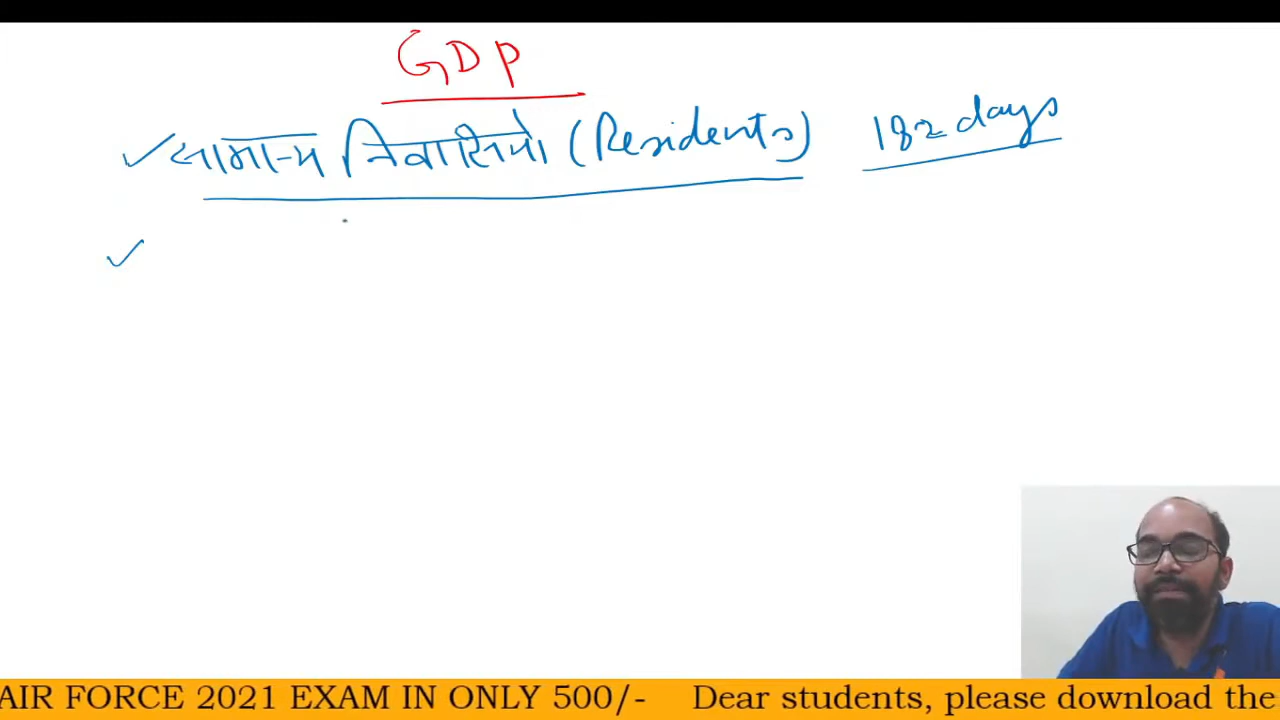 GDP
सामान्य निवासियो (Residents) 182 days
AIR FORCE 2021 EXAM IN ONLY 500/- Dear students, please download the